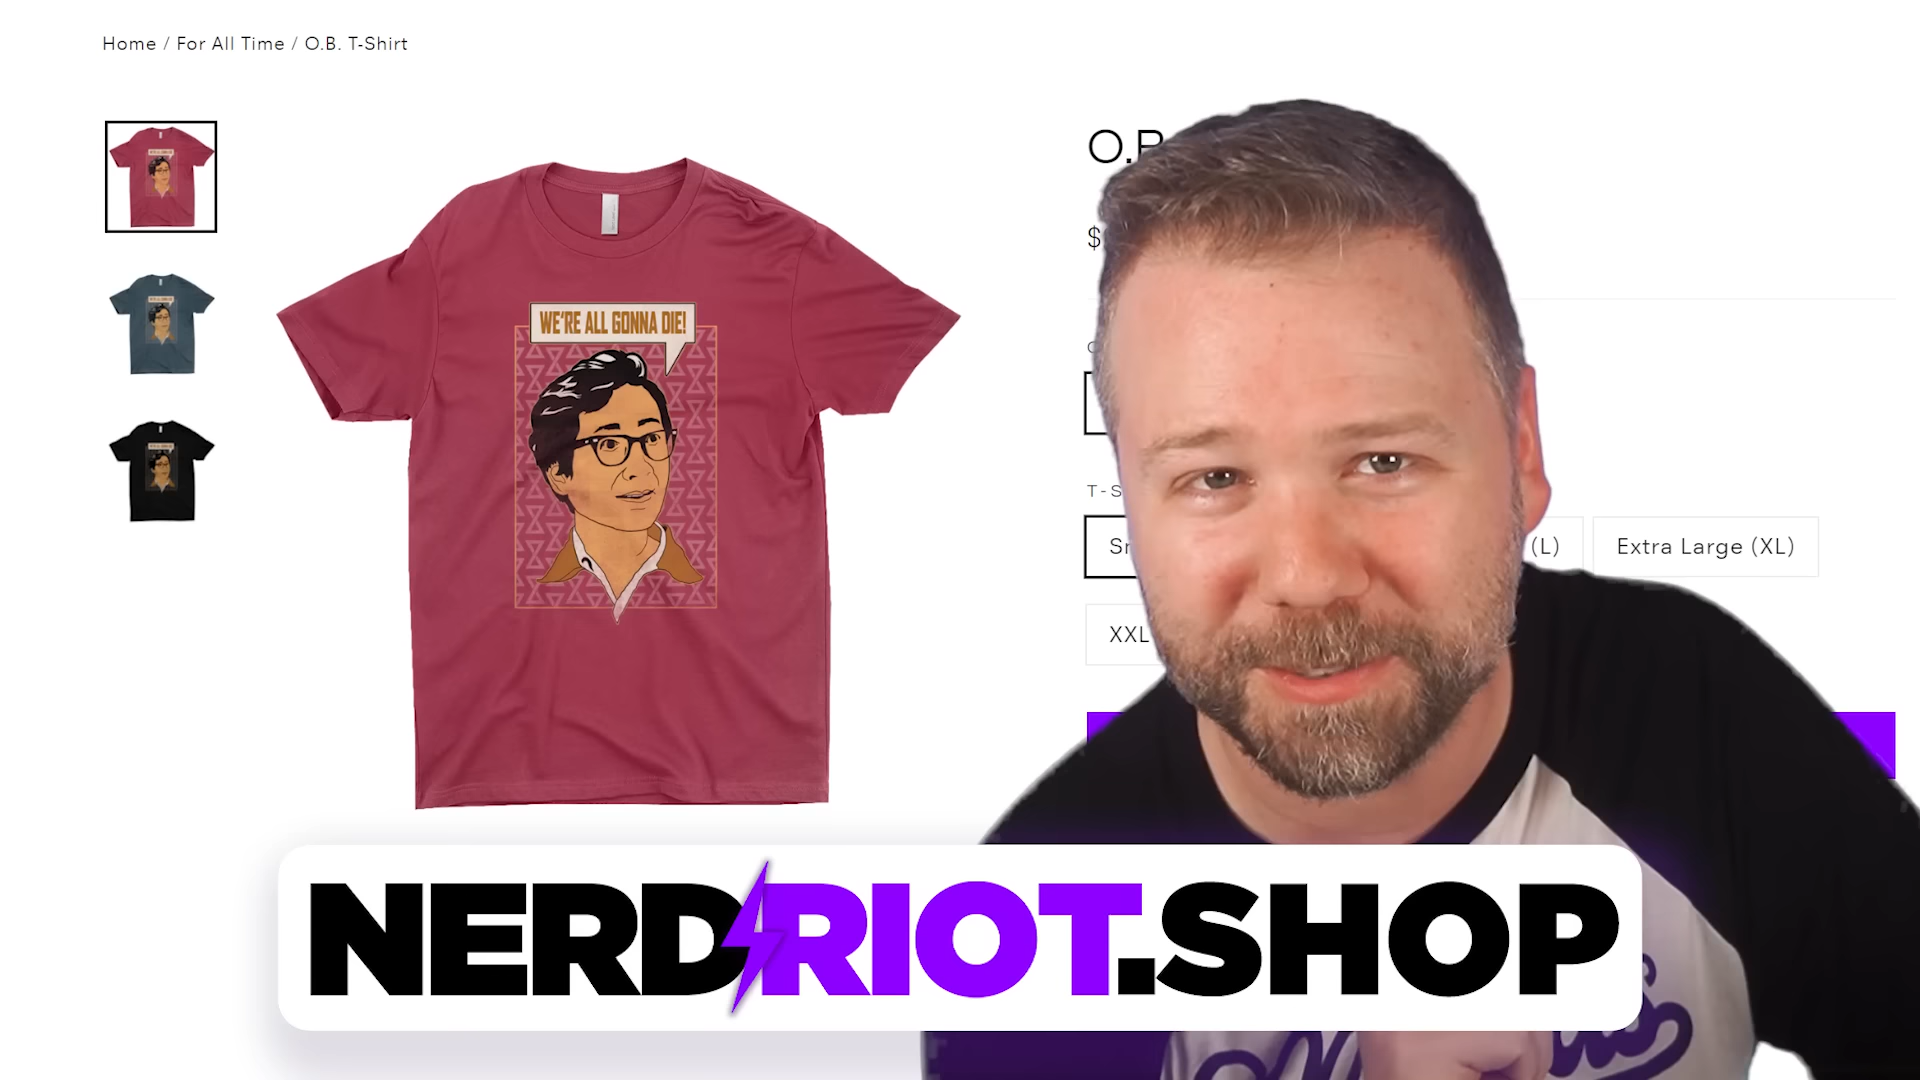 Home / For All Time / O.B. T-Shirt
O.B
$
WE'RE ALL GONNA DIE!
T-S
(L)
Extra Large (XL)
XXL
NERDRIOT.SHOP